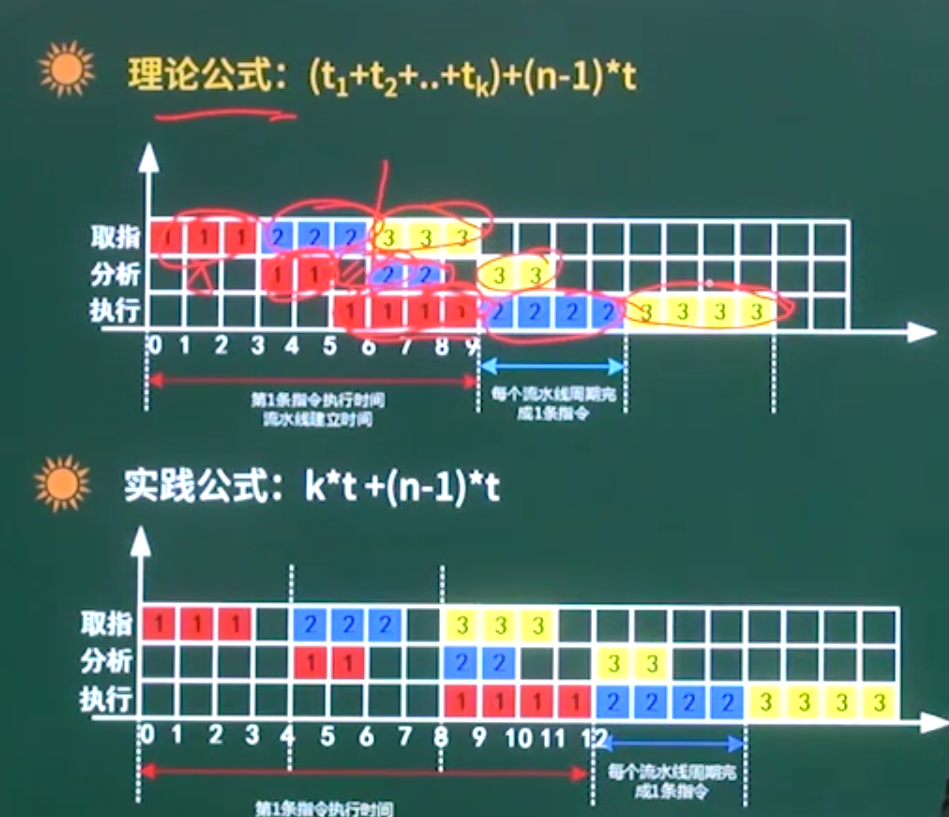 理论公式：(t1+t2+..+tk)+(n-1)*t
取指 1 1 1 2 2 2 3 3 3
分析 1 1 2 2 3 3
执行 1 1 1 1 2 2 2 2 3 3 3 3
0 1 2 3 4 5 6 7 8 9
第1条指令执行时间
流水线建立时间
每个流水线周期完
成1条指令
实践公式：k*t +(n-1)*t
取指 1 1 1 2 2 2 3 3 3
分析 1 1 2 2 3 3
执行 1 1 1 1 2 2 2 2 3 3 3 3
0 1 2 3 4 5 6 7 8 9 10 11 12
每个流水线周期完
成1条指令
第1条指令执行时间